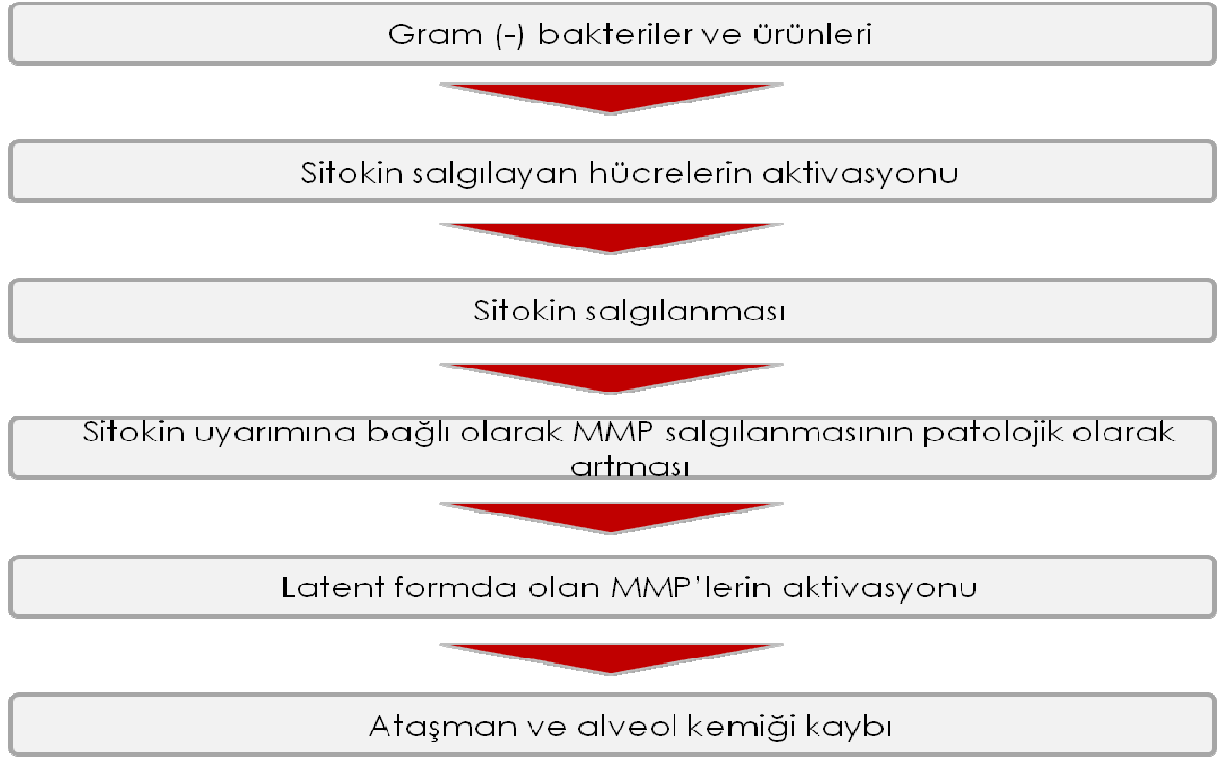 Gram (-) bakteriler ve ürünleri
Sitokin salgılayan hücrelerin aktivasyonu
Sitokin salgılanması
Sitokin uyarımına bağlı olarak MMP salgılanmasının patolojik olarak
artması
Latent formda olan MMP’lerin aktivasyonu
Ataşman ve alveol kemiği kaybı